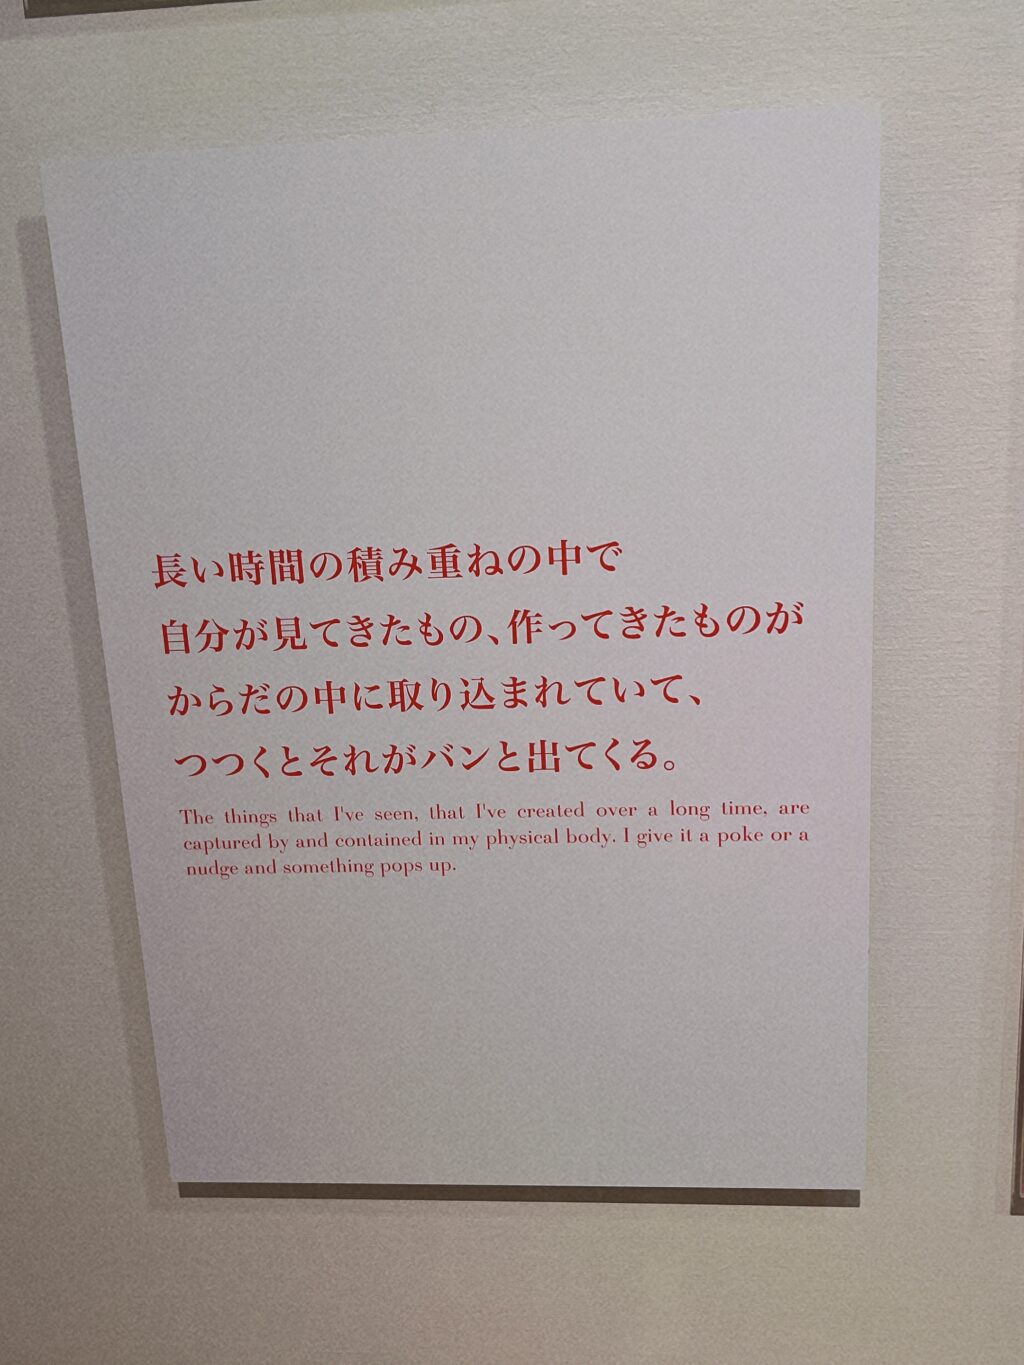 長い時間の積み重ねの中で
自分が見てきたもの、作ってきたものが
からだの中に取り込まれていて、
つつくとそれがバンと出てくる。
The things that I've seen, that I've created over a long time, are
captured by and contained in my physical body. I give it a poke or a
nudge and something pops up.